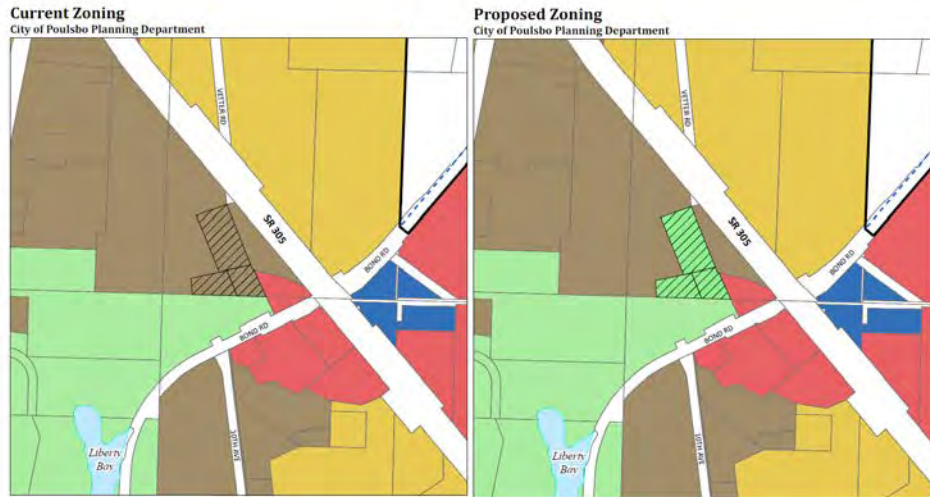 Current Zoning
City of Poulsbo Planning Department
VETTER RD
SR 305
BOND RD
BOND RD
10TH AVE
Liberty
Bay
Proposed Zoning
City of Poulsbo Planning Department
VETTER RD
SR 305
BOND RD
BOND RD
10TH AVE
Liberty
Bay